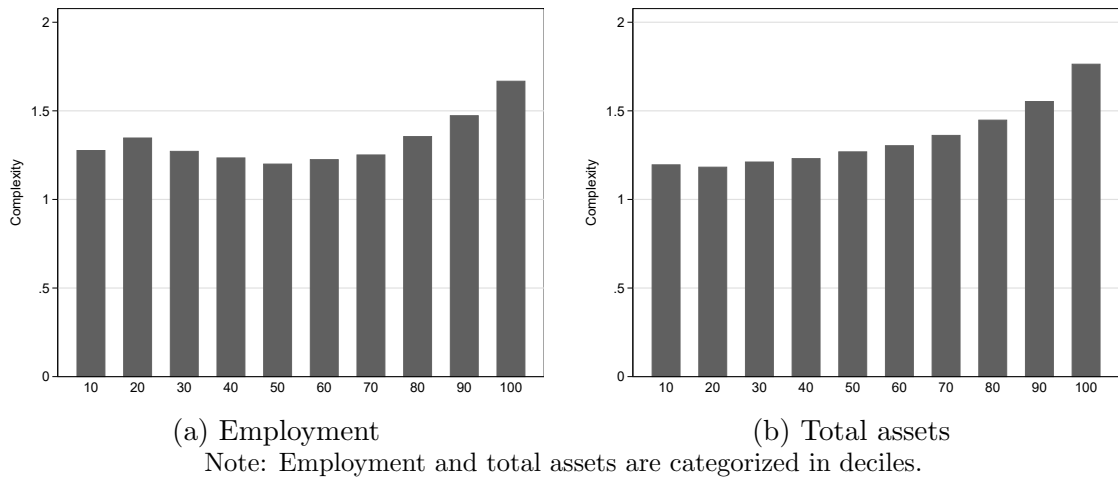 2
1.5
1
.5
0
Complexity
10 20 30 40 50 60 70 80 90 100
(a) Employment
2
1.5
1
.5
0
Complexity
10 20 30 40 50 60 70 80 90 100
(b) Total assets
Note: Employment and total assets are categorized in deciles.